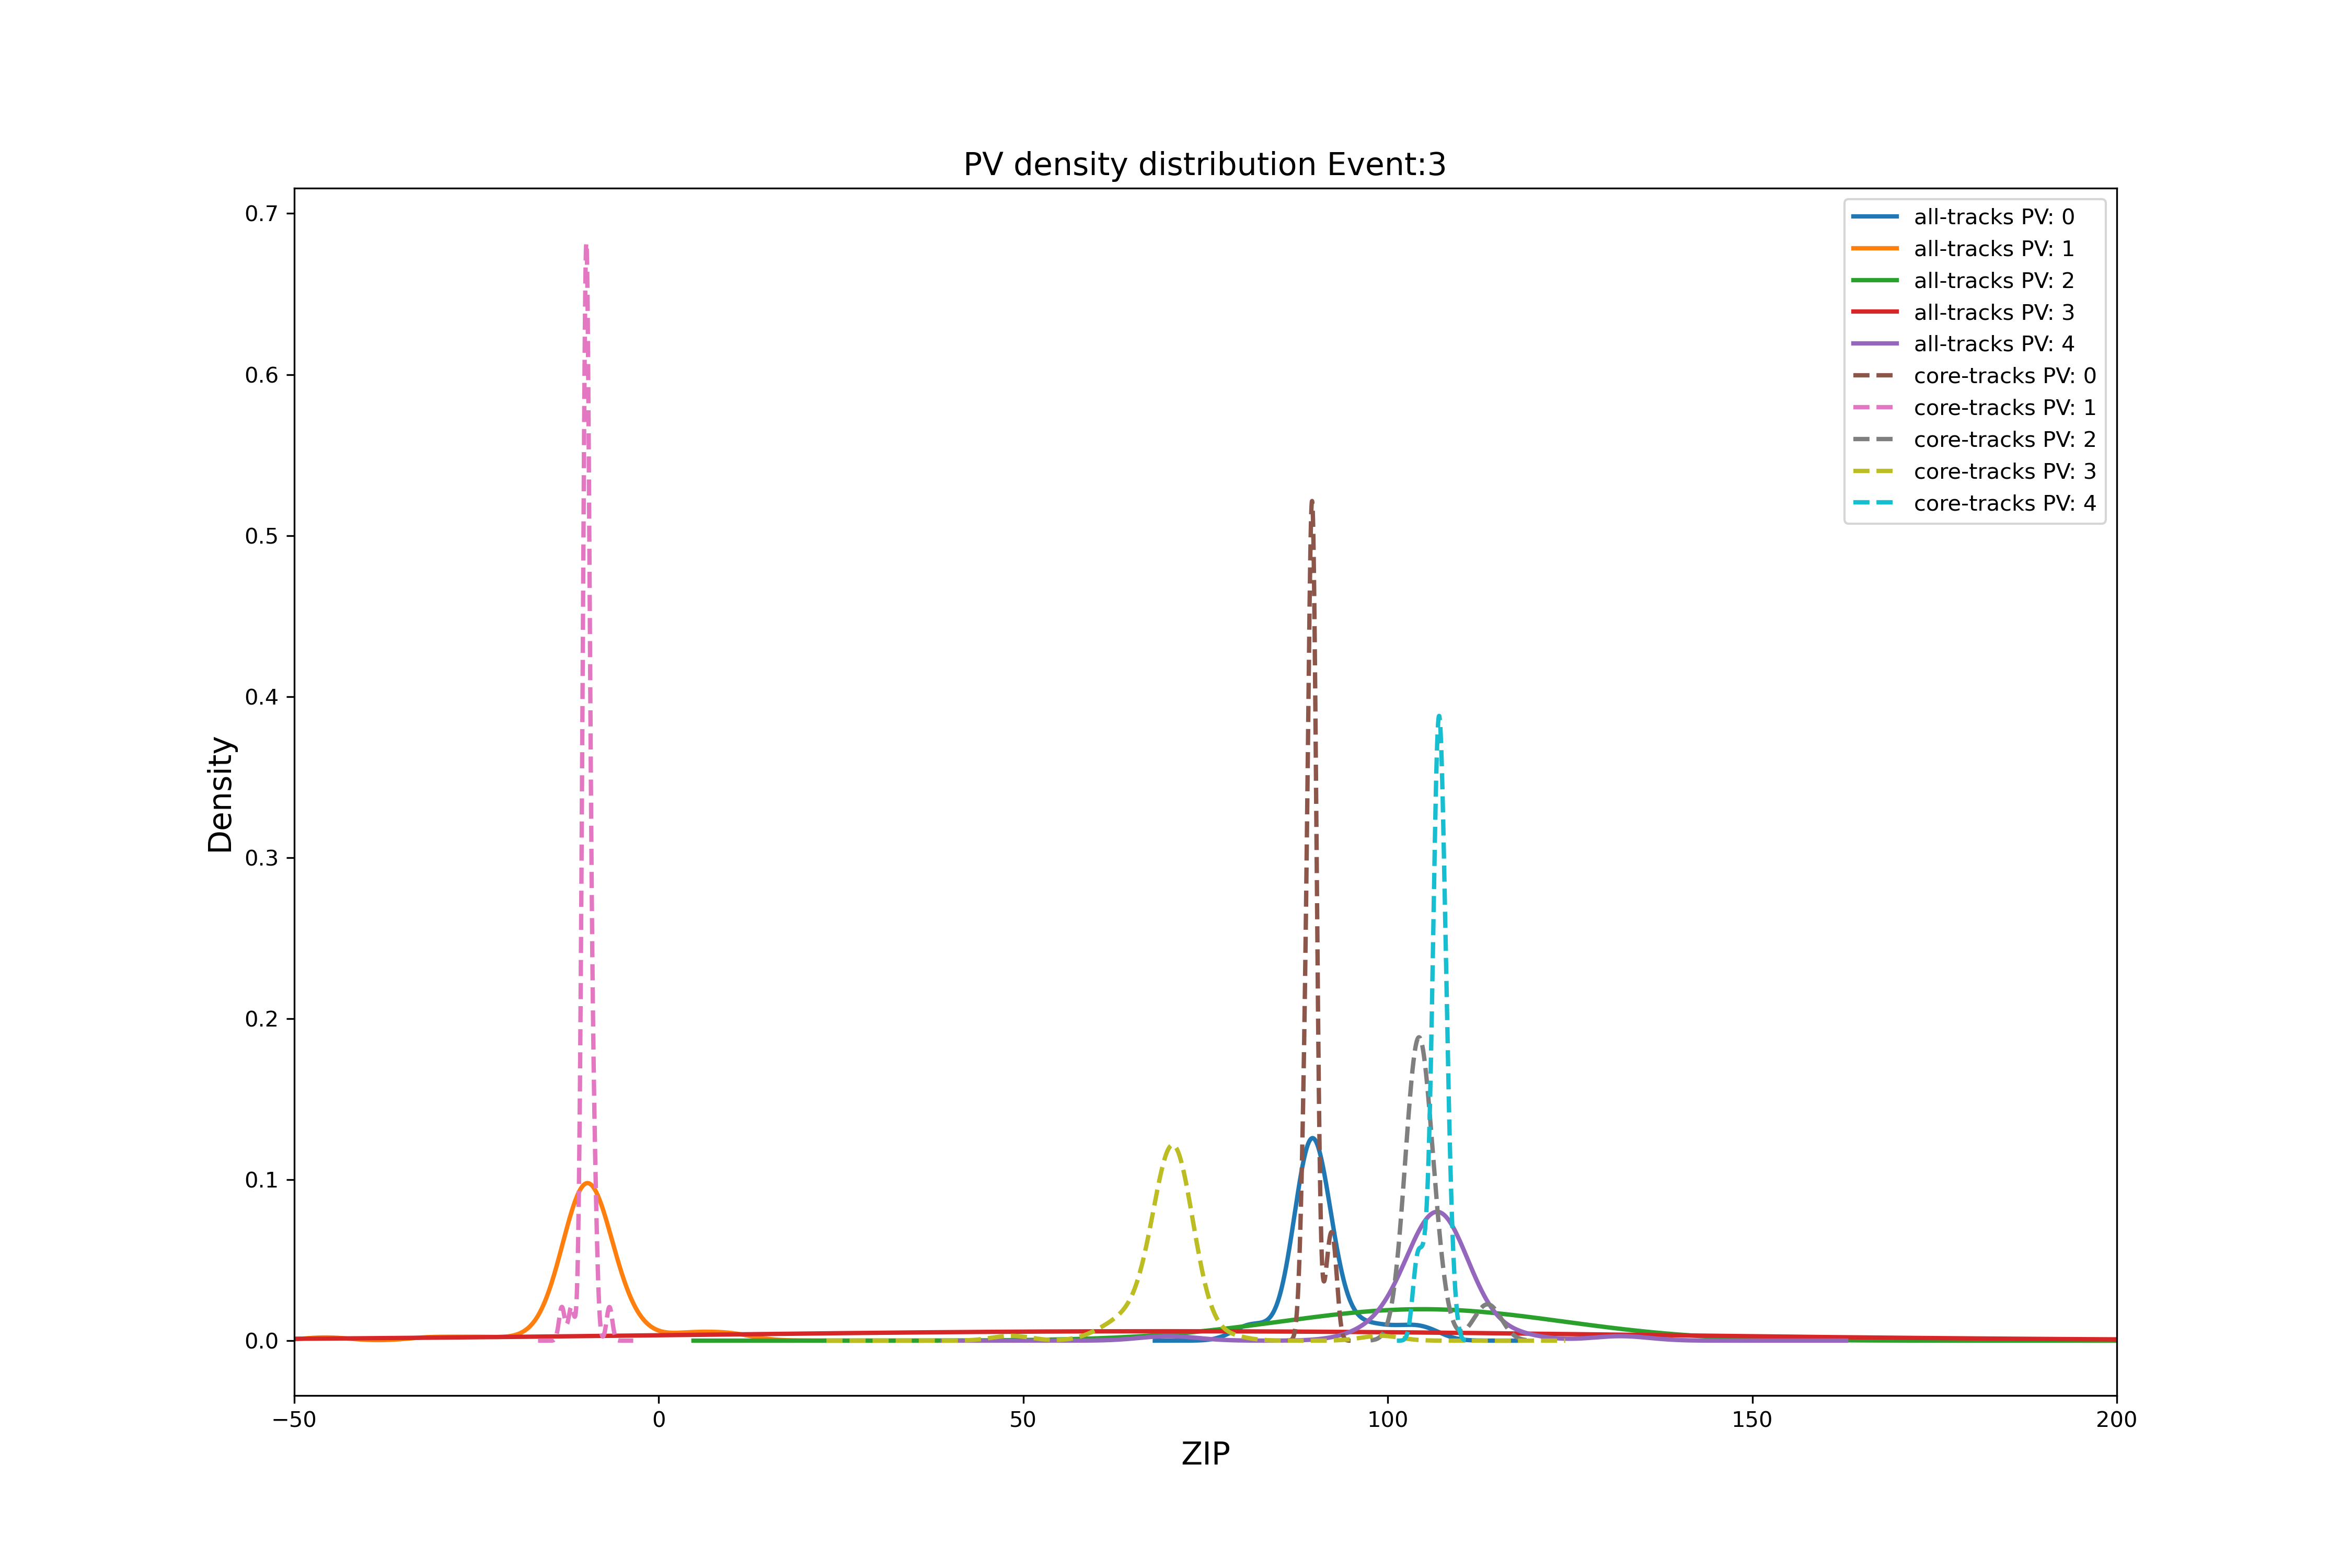 PV density distribution Event:3
0.7
0.6
0.5
0.4
0.3
0.2
0.1
0.0
Density
−50
0
50
100
150
200
ZIP
all-tracks PV: 0
all-tracks PV: 1
all-tracks PV: 2
all-tracks PV: 3
all-tracks PV: 4
core-tracks PV: 0
core-tracks PV: 1
core-tracks PV: 2
core-tracks PV: 3
core-tracks PV: 4